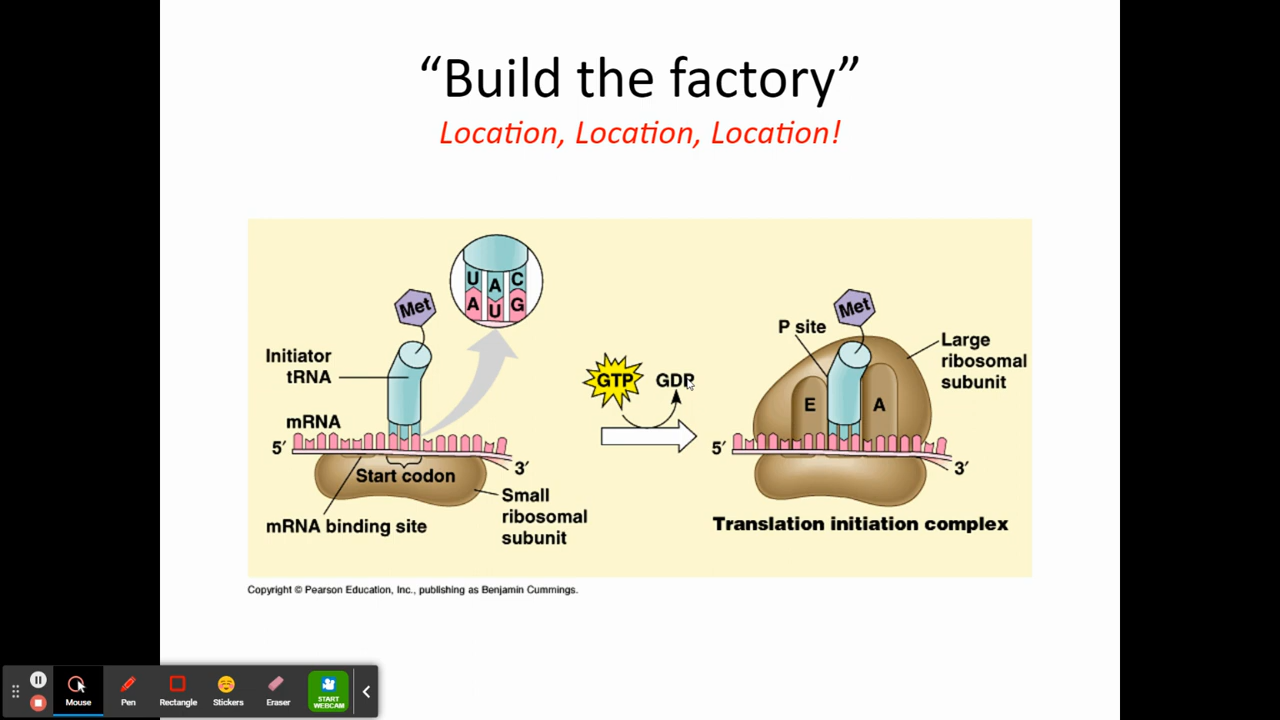 “Build the factory”
Location, Location, Location!
U A C
A U G
Met
Initiator
tRNA
mRNA
5′
Start codon
3′
mRNA binding site
Small
ribosomal
subunit
GTP
GDP
P site
Met
Large
ribosomal
subunit
E
A
5′
3′
Translation initiation complex
Copyright © Pearson Education, Inc., publishing as Benjamin Cummings.
Mouse
Pen
Rectangle
Stickers
Eraser
START
WEBCAM